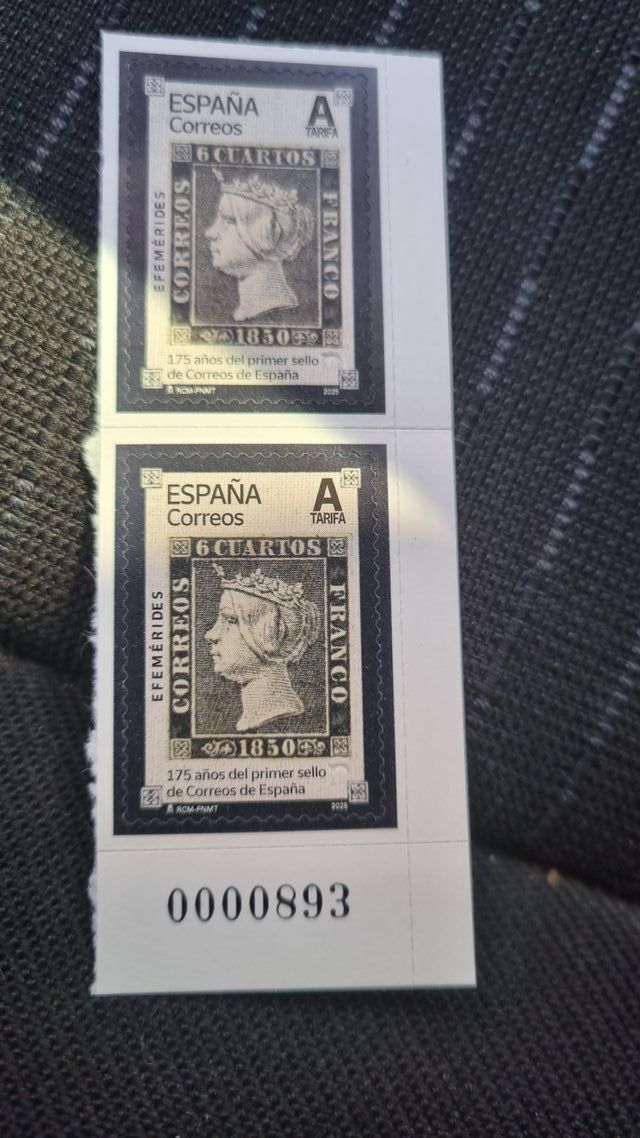 ESPAÑA
Correos
A
TARIFA
EFEMÉRIDES
6 CUARTOS
CORREOS
FRANCO
1850
175 años del primer sello
de Correos de España
RCM-FNMT
2025
ESPAÑA
Correos
A
TARIFA
EFEMÉRIDES
6 CUARTOS
CORREOS
FRANCO
1850
175 años del primer sello
de Correos de España
RCM-FNMT
2025
0000893